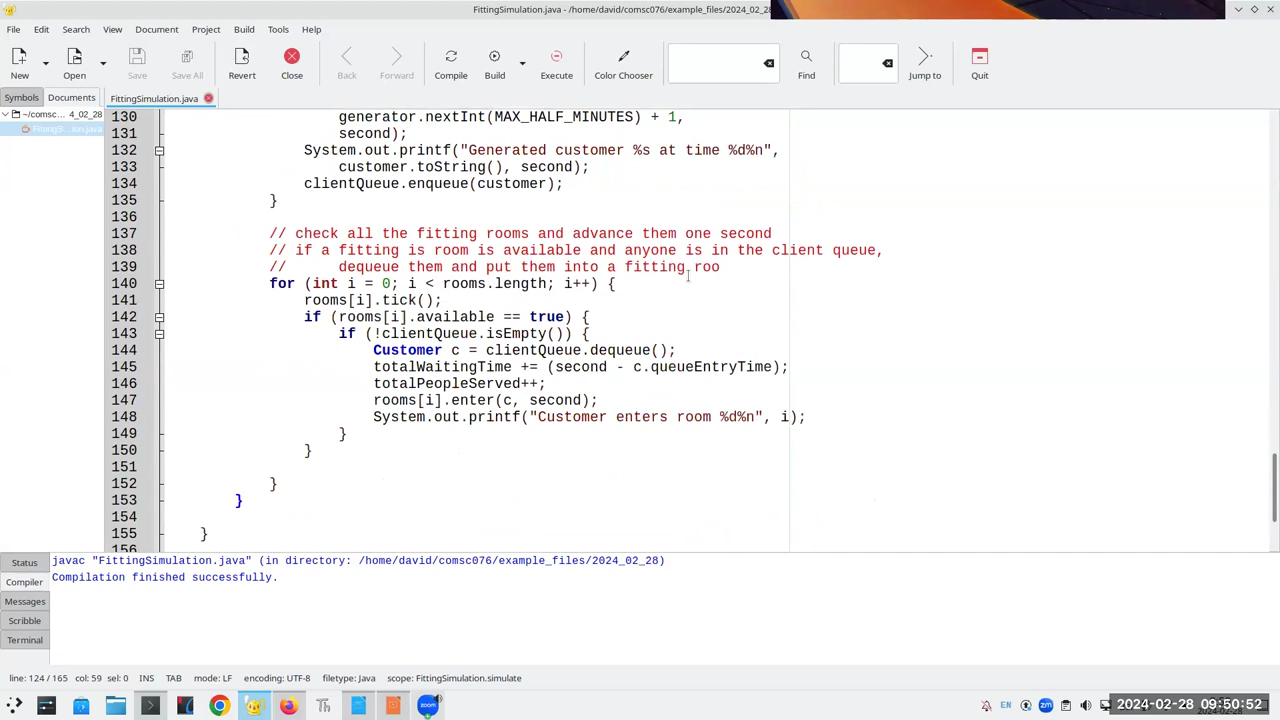 FittingSimulation.java - /home/david/comsc076/example_files/2024_02_28
File Edit Search View Document Project Build Tools Help
New Open Save Save All Revert Close Back Forward Compile Build Execute Color Chooser Find Jump to Quit
Symbols Documents FittingSimulation.java
~/comsc… 4_02_28
130 generator.nextInt(MAX_HALF_MINUTES) + 1,
131 second);
132 System.out.printf("Generated customer %s at time %d%n",
133 customer.toString(), second);
134 clientQueue.enqueue(customer);
135 }
136
137 // check all the fitting rooms and advance them one second
138 // if a fitting is room is available and anyone is in the client queue,
139 // dequeue them and put them into a fitting roo
140 for (int i = 0; i < rooms.length; i++) {
141 rooms[i].tick();
142 if (rooms[i].available == true) {
143 if (!clientQueue.isEmpty()) {
144 Customer c = clientQueue.dequeue();
145 totalWaitingTime += (second - c.queueEntryTime);
146 totalPeopleServed++;
147 rooms[i].enter(c, second);
148 System.out.printf("Customer enters room %d%n", i);
149 }
150 }
151
152 }
153 }
154
155 }
156
Status
Compiler
Messages
Scribble
Terminal
javac "FittingSimulation.java" (in directory: /home/david/comsc076/example_files/2024_02_28)
Compilation finished successfully.
line: 124 / 165 col: 59 sel: 0 INS TAB mode: LF encoding: UTF-8 filetype: Java scope: FittingSimulation.simulate
Th zoom EN zm 2024-02-28 09:50:52